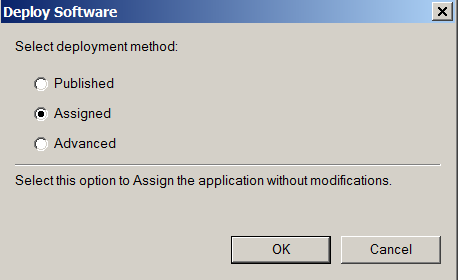 Deploy Software
Select deployment method:
Published
Assigned
Advanced
Select this option to Assign the application without modifications.
OK
Cancel